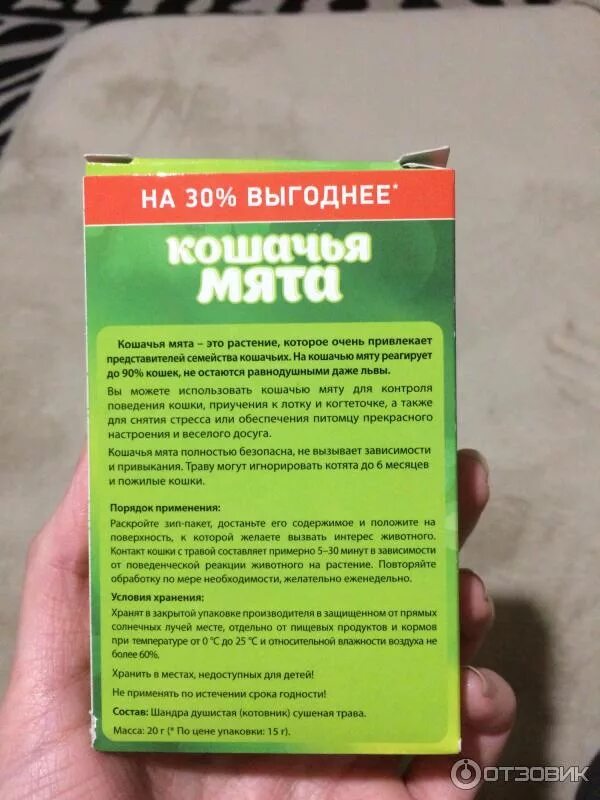 НА 30% ВЫГОДНЕЕ*
КОШАЧЬЯ
МЯТА
Кошачья мята – это растение, которое очень привлекает
представителей семейства кошачьих. На кошачью мяту реагирует
до 90% кошек, не остаются равнодушными даже львы.
Вы можете использовать кошачью мяту для контроля
поведения кошки, приучения к лотку и когтеточке, а также
для снятия стресса или обеспечения питомцу прекрасного
настроения и веселого досуга.
Кошачья мята полностью безопасна, не вызывает зависимости
и привыкания. Траву могут игнорировать котята до 6 месяцев
и пожилые кошки.
Порядок применения:
Раскройте зип-пакет, достаньте его содержимое и положите на
поверхность, к которой желаете вызвать интерес животного.
Контакт кошки с травой составляет примерно 5–30 минут в зависимости
от поведенческой реакции животного на растение. Повторяйте
обработку по мере необходимости, желательно еженедельно.
Условия хранения:
Хранят в закрытой упаковке производителя в защищенном от прямых
солнечных лучей месте, отдельно от пищевых продуктов и кормов
при температуре от 0 °С до 25 °С и относительной влажности воздуха не
более 60%.
Хранить в местах, недоступных для детей!
Не применять по истечении срока годности!
Состав: Шандра душистая (котовник) сушеная трава.
Масса: 20 г (* По цене упаковки: 15 г).
ОТЗОВИК